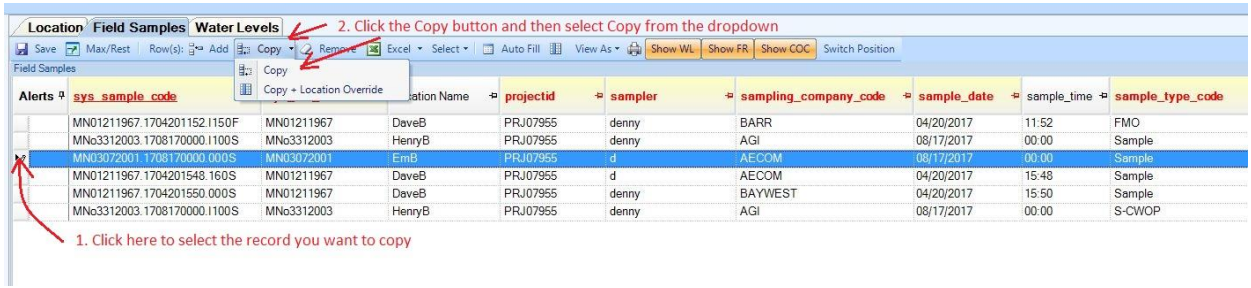 Location Field Samples Water Levels 2. Click the Copy button and then select Copy from the dropdown
Save Max/Rest Row(s): Add Copy Remove Excel Select Auto Fill View As Show WL Show FR Show COC Switch Position
Field Samples
Copy
Copy + Location Override
Alerts sys_sample_code Name projectid sampler sampling_company_code sample_date sample_time sample_type_code
MN01211967.1704201152.I150F MN01211967 DaveB PRJ07955 denny BARR 04/20/2017 11:52 FMO
MNo3312003.1708170000.I100S MNo3312003 HenryB PRJ07955 denny AGI 08/17/2017 00:00 Sample
MN03072001.1708170000.000S MN03072001 EmB PRJ07955 d AECOM 08/17/2017 00:00 Sample
MN01211967.1704201548.160S MN01211967 DaveB PRJ07955 d AECOM 04/20/2017 15:48 Sample
MN01211967.1704201550.000S MN01211967 DaveB PRJ07955 denny BAYWEST 04/20/2017 15:50 Sample
MNo3312003.1708170000.I100S MNo3312003 HenryB PRJ07955 denny AGI 08/17/2017 00:00 S-CWOP
1. Click here to select the record you want to copy